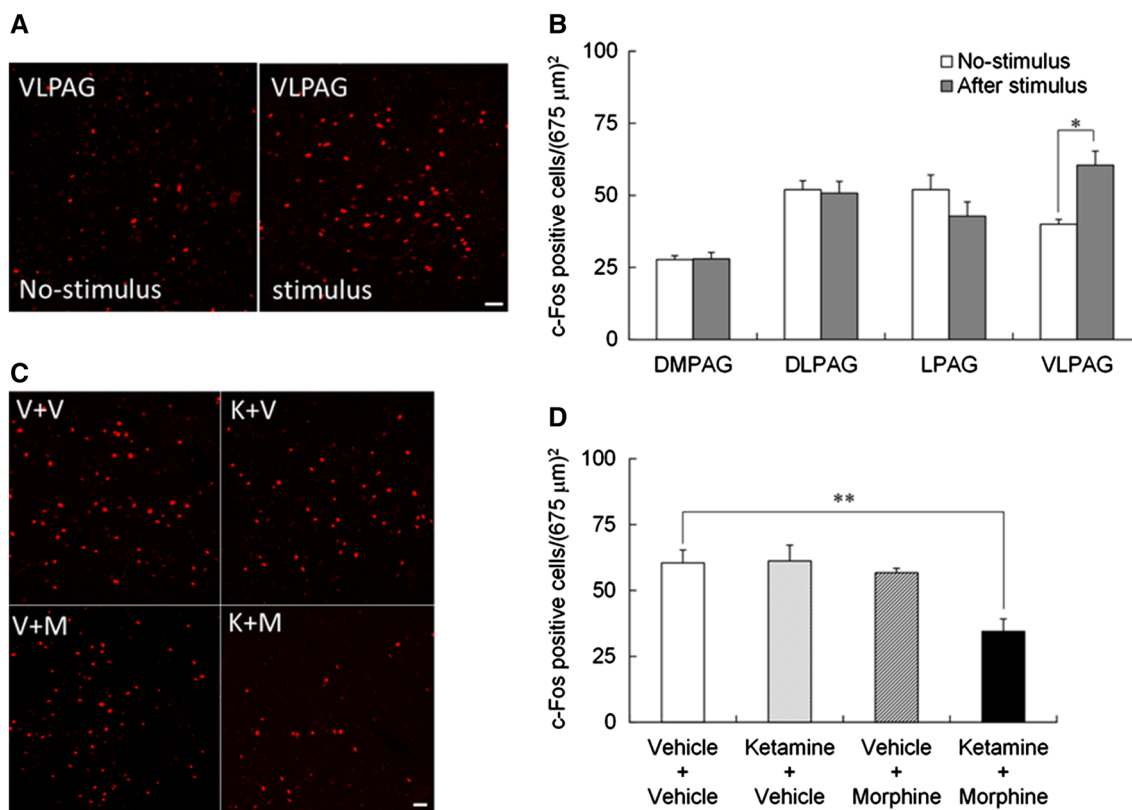 A
VLPAG
VLPAG
No-stimulus
stimulus
B
c-Fos positive cells/(675 μm)²
100
75
50
25
0
No-stimulus
After stimulus
*
DMPAG
DLPAG
LPAG
VLPAG
C
V+V
K+V
V+M
K+M
D
c-Fos positive cells/(675 μm)²
100
75
50
25
0
**
Vehicle + Vehicle
Ketamine + Vehicle
Vehicle + Morphine
Ketamine + Morphine